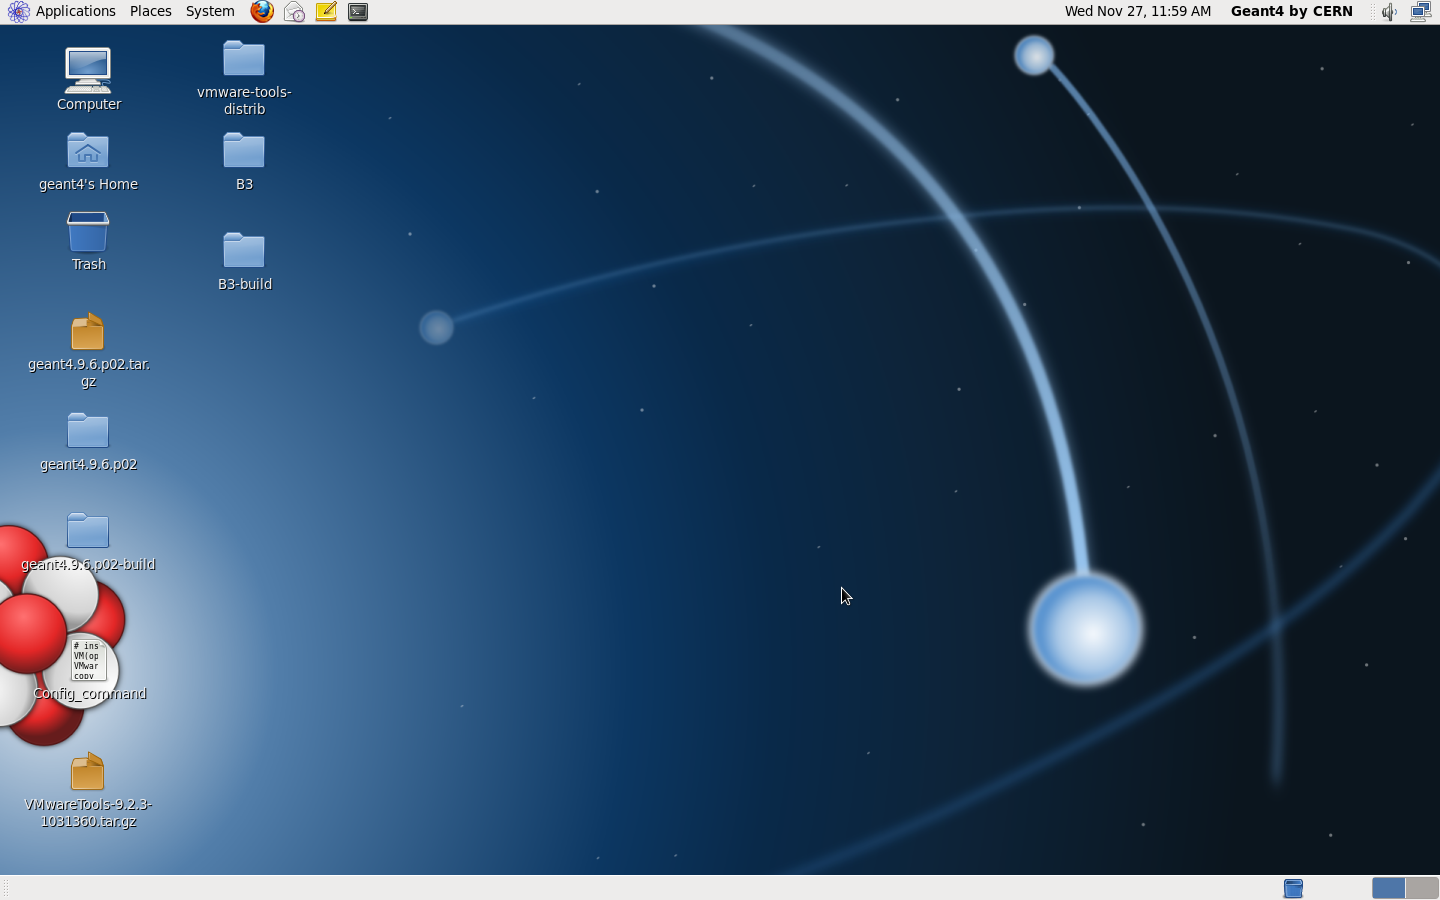 Applications Places System
Wed Nov 27, 11:59 AM Geant4 by CERN
Computer
geant4's Home
Trash
geant4.9.6.p02.tar.
gz
geant4.9.6.p02
geant4.9.6.p02-build
# ins
VM(op
VMwar
copy
Config_command
VMwareTools-9.2.3-
1031360.tar.gz
vmware-tools-
distrib
B3
B3-build